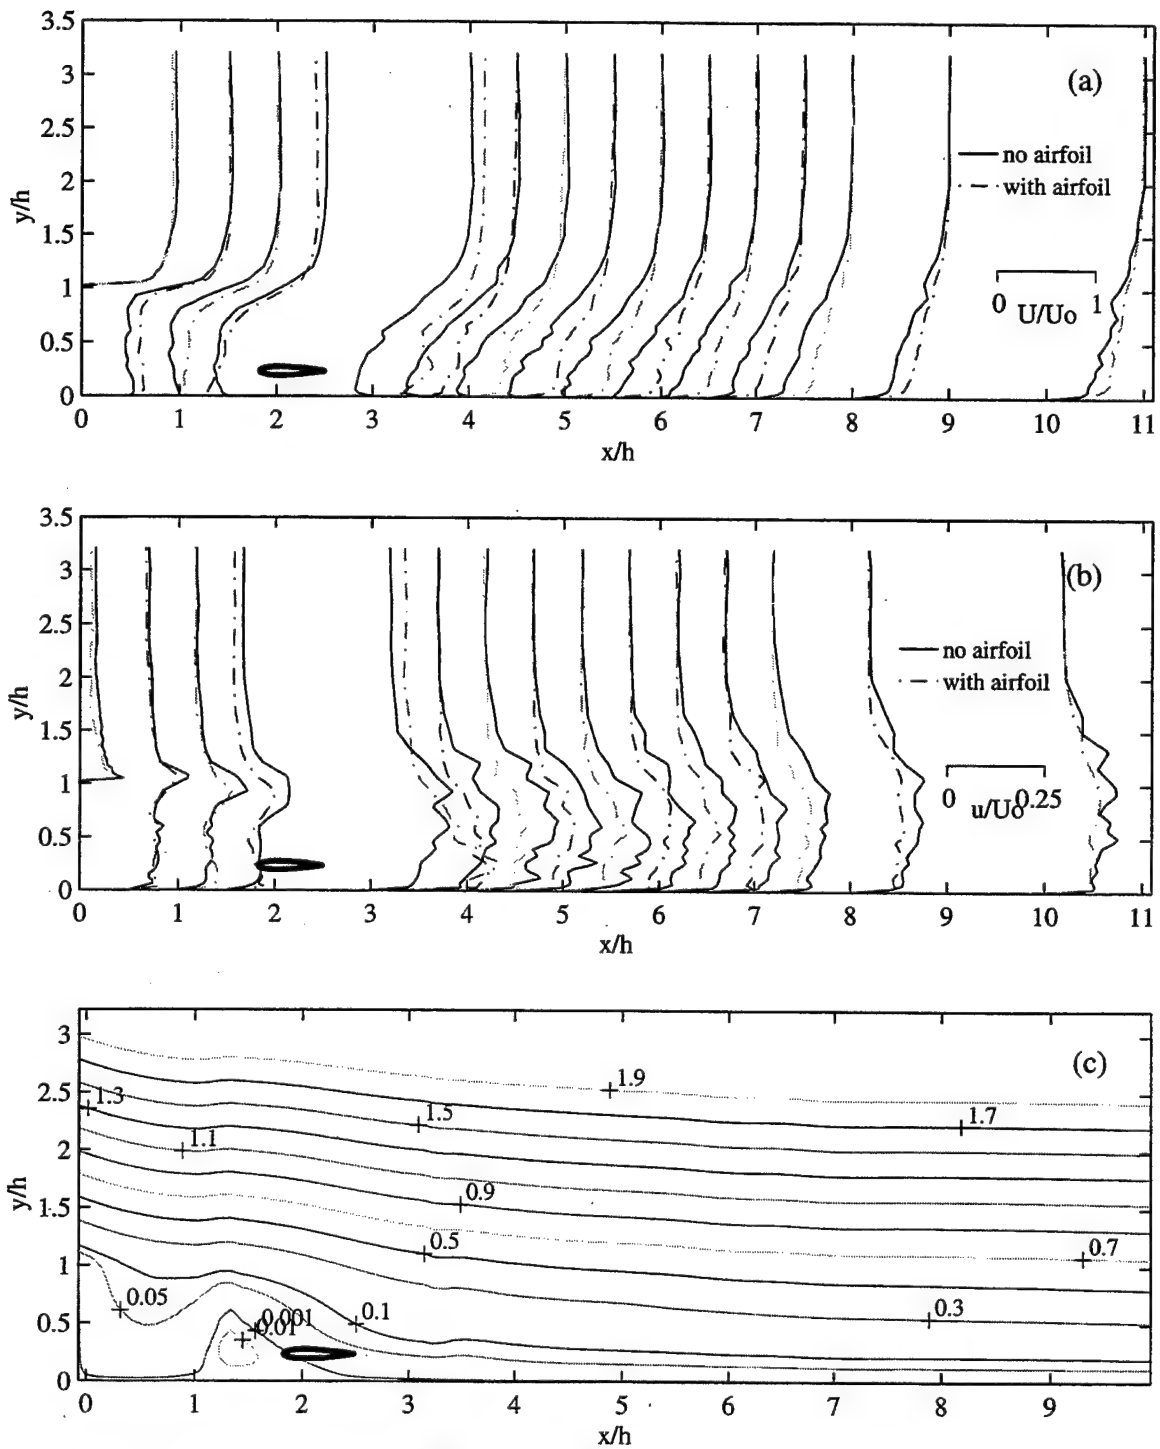 3.5
3
2.5
2
1.5
1
0.5
0
y/h
(a)
no airfoil
with airfoil
0 U/Uo 1
0 1 2 3 4 5 6 7 8 9 10 11
x/h
3.5
3
2.5
2
1.5
1
0.5
0
y/h
(b)
no airfoil
with airfoil
0 u/Uo 0.25
0 1 2 3 4 5 6 7 8 9 10 11
x/h
3
2.5
2
1.5
1
0.5
0
y/h
(c)
1.9
1.3
1.5
1.7
1.1
0.9
0.5
0.7
0.05
0.1
0.3
0.001
0.01
0 1 2 3 4 5 6 7 8 9
x/h